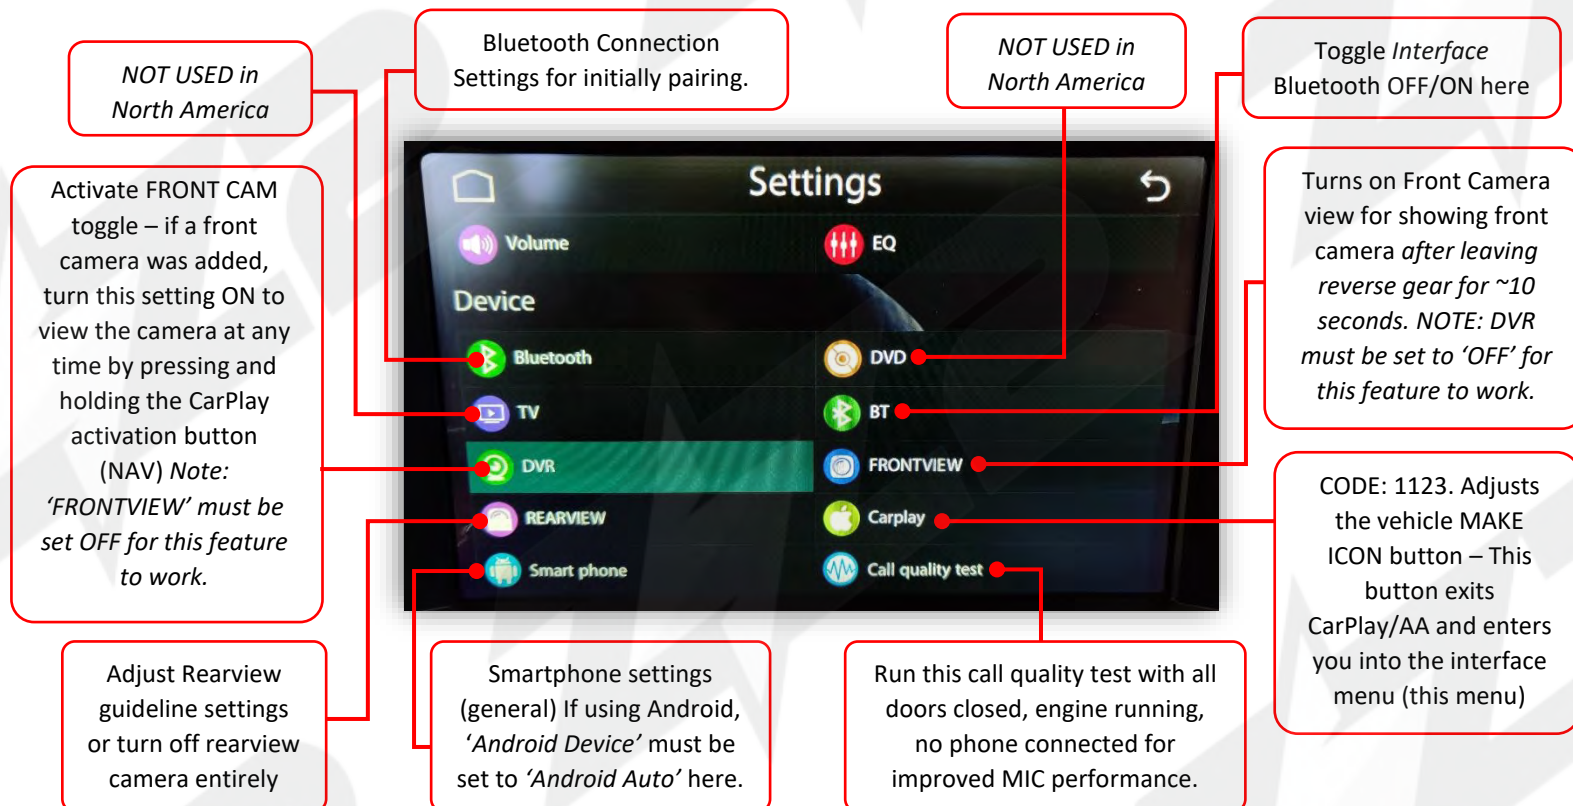 NOT USED in
North America
Bluetooth Connection
Settings for initially pairing.
NOT USED in
North America
Toggle Interface
Bluetooth OFF/ON here
Activate FRONT CAM
toggle – if a front
camera was added,
turn this setting ON to
view the camera at any
time by pressing and
holding the CarPlay
activation button
(NAV) Note:
‘FRONTVIEW’ must be
set OFF for this feature
to work.
Settings
Volume
EQ
Device
Bluetooth
DVD
TV
BT
DVR
FRONTVIEW
REARVIEW
Carplay
Smart phone
Call quality test
Turns on Front Camera
view for showing front
camera after leaving
reverse gear for ~10
seconds. NOTE: DVR
must be set to ‘OFF’ for
this feature to work.
CODE: 1123. Adjusts
the vehicle MAKE
ICON button – This
button exits
CarPlay/AA and enters
you into the interface
menu (this menu)
Adjust Rearview
guideline settings
or turn off rearview
camera entirely
Smartphone settings
(general) If using Android,
‘Android Device’ must be
set to ‘Android Auto’ here.
Run this call quality test with all
doors closed, engine running,
no phone connected for
improved MIC performance.